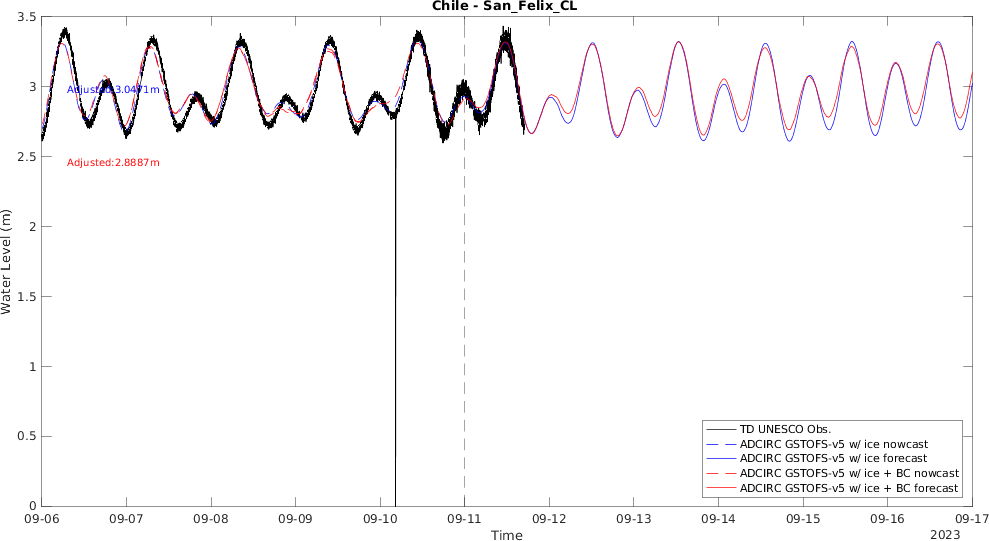 Chile - San_Felix_CL
3.5
3
2.5
2
1.5
1
0.5
0
Water Level (m)
Adjusted:3.0471m
Adjusted:2.8887m
TD UNESCO Obs.
ADCIRC GSTOFS-v5 w/ ice nowcast
ADCIRC GSTOFS-v5 w/ ice forecast
ADCIRC GSTOFS-v5 w/ ice + BC nowcast
ADCIRC GSTOFS-v5 w/ ice + BC forecast
09-06 09-07 09-08 09-09 09-10 09-11 09-12 09-13 09-14 09-15 09-16 09-17
Time
2023